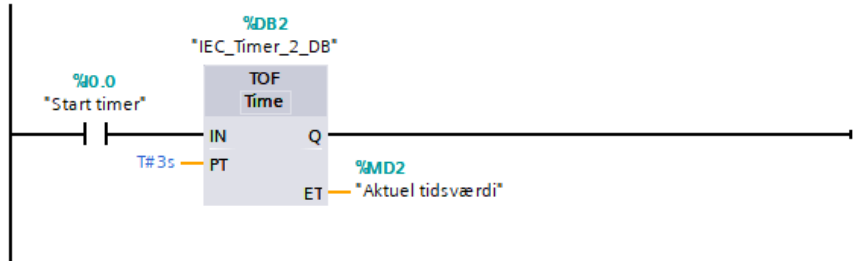 %DB2
"IEC_Timer_2_DB"
%I0.0
"Start timer"
TOF
Time
IN
Q
T#3s
PT
%MD2
ET
"Aktuel tidsværdi"